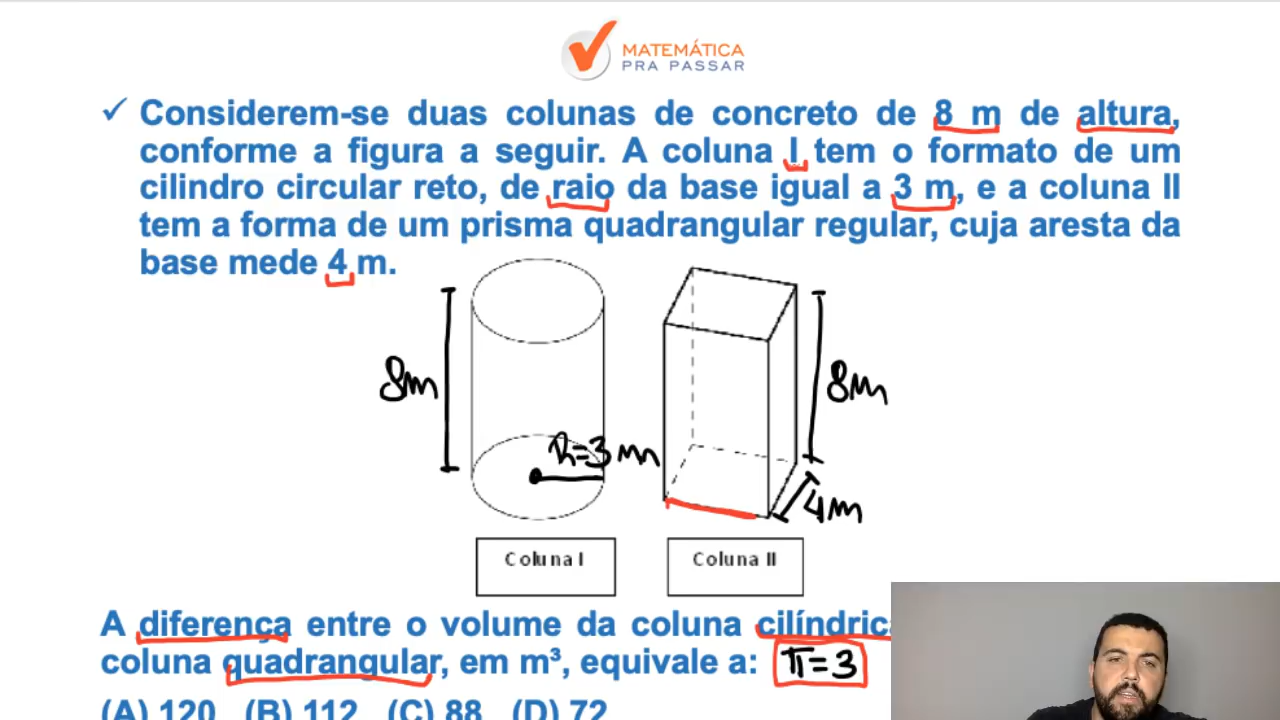 MATEMÁTICA
PRA PASSAR
✓ Considerem-se duas colunas de concreto de 8 m de altura,
conforme a figura a seguir. A coluna I tem o formato de um
cilindro circular reto, de raio da base igual a 3 m, e a coluna II
tem a forma de um prisma quadrangular regular, cuja aresta da
base mede 4 m.
8m
8m
R=3 m
4m
Coluna I
Coluna II
A diferença entre o volume da coluna
coluna quadrangular, em m³, equivale a: π=3
(A) 120 (B) 112 (C) 88 (D) 72